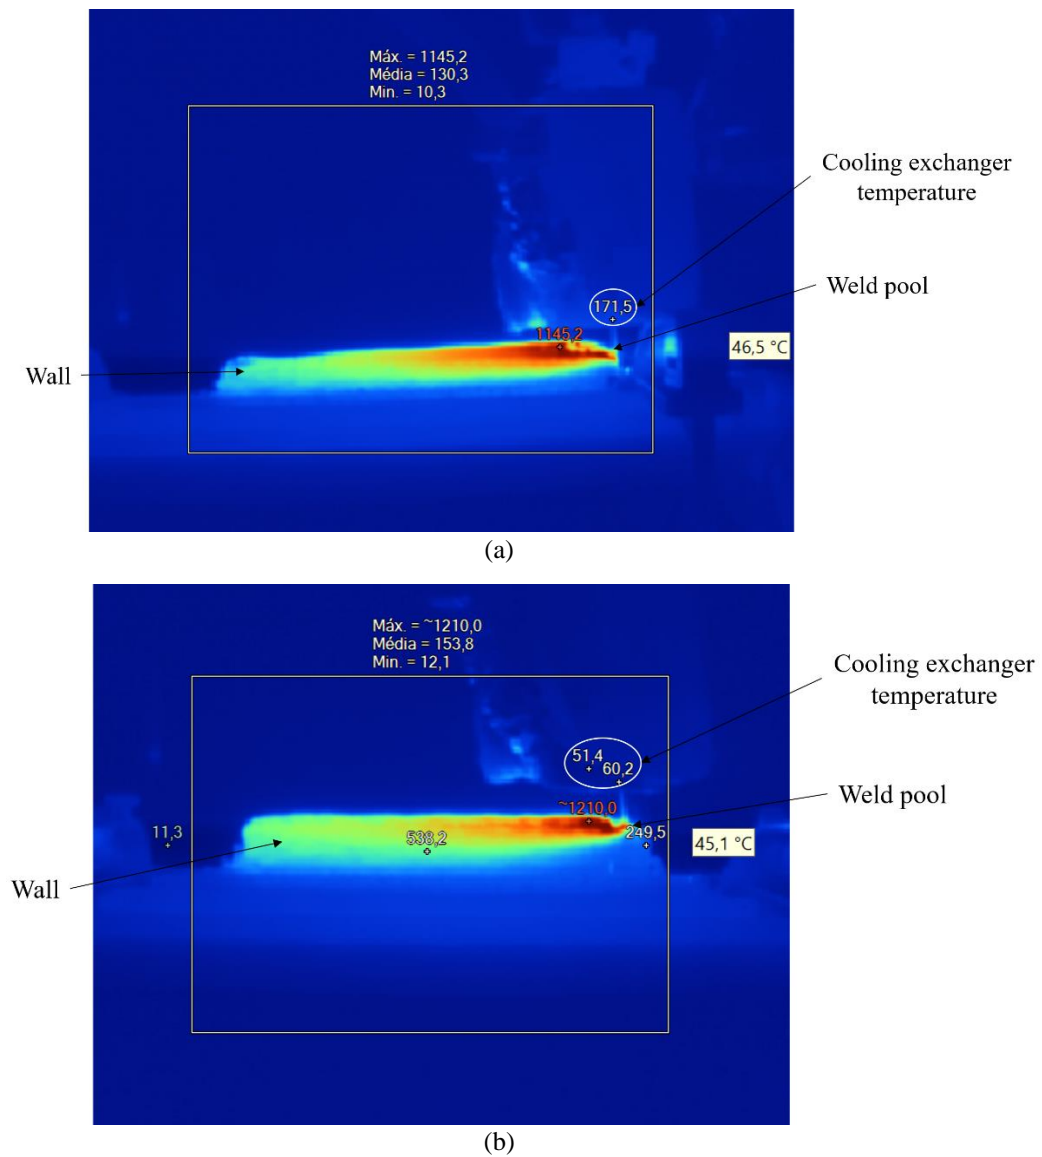 Máx. = 1145,2
Média = 130,3
Min. = 10,3
Cooling exchanger
temperature
171,5
Weld pool
1145,2
46,5 °C
Wall
(a)
Máx. = ~1210,0
Média = 153,8
Min. = 12,1
Cooling exchanger
temperature
51,4
60,2
Weld pool
~1210,0
11,3
538,2
249,5
45,1 °C
Wall
(b)